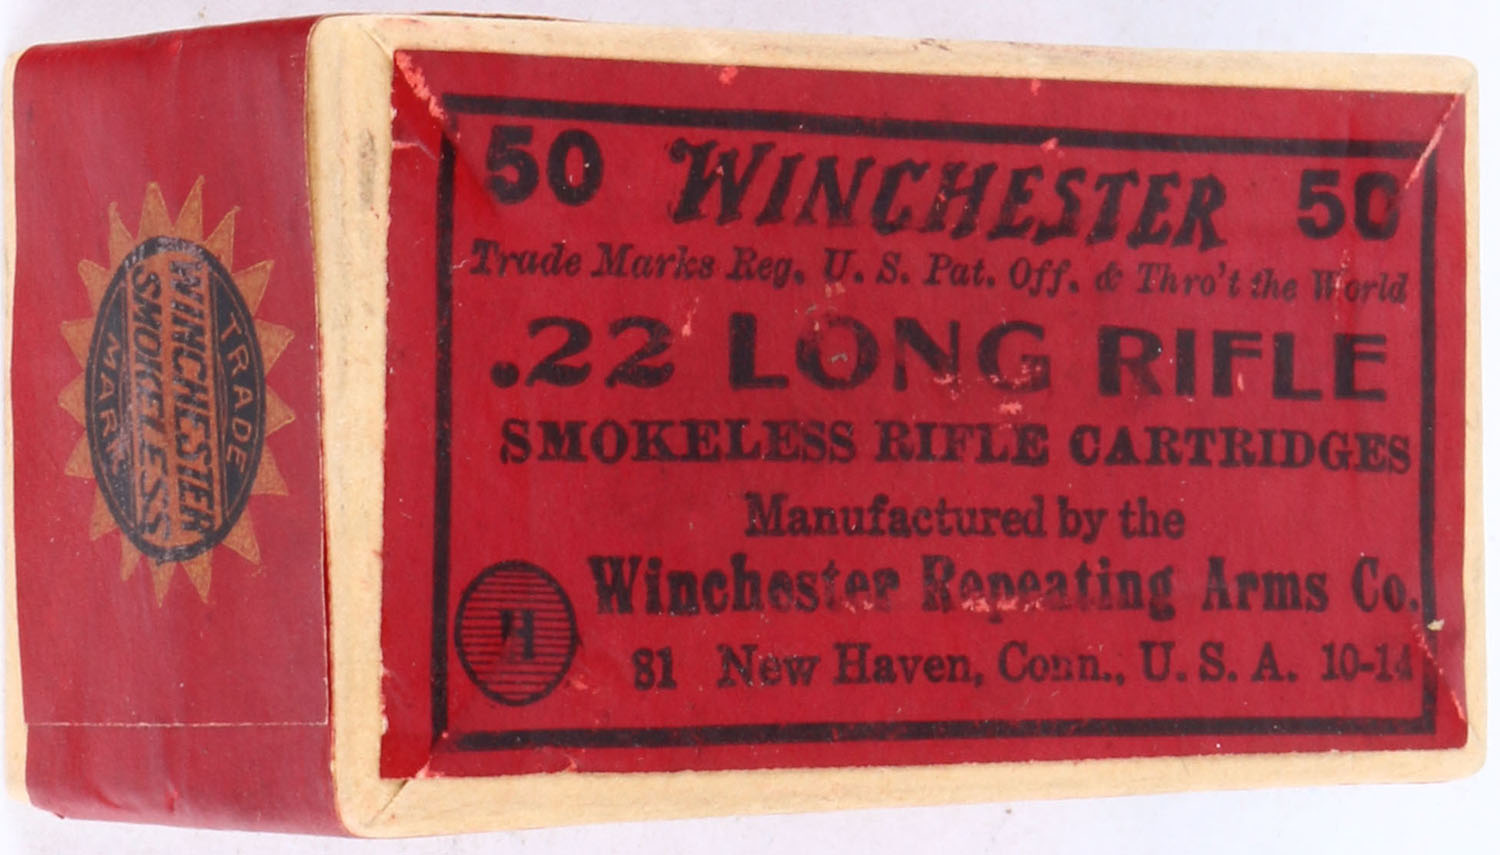 TRADE
WINCHESTER
SMOKELESS
MARK
50 WINCHESTER 50
Trade Marks Reg. U. S. Pat. Off. & Thro't the World
.22 LONG RIFLE
SMOKELESS RIFLE CARTRIDGES
Manufactured by the
Winchester Repeating Arms Co.
H
81 New Haven, Conn., U. S. A. 10-14